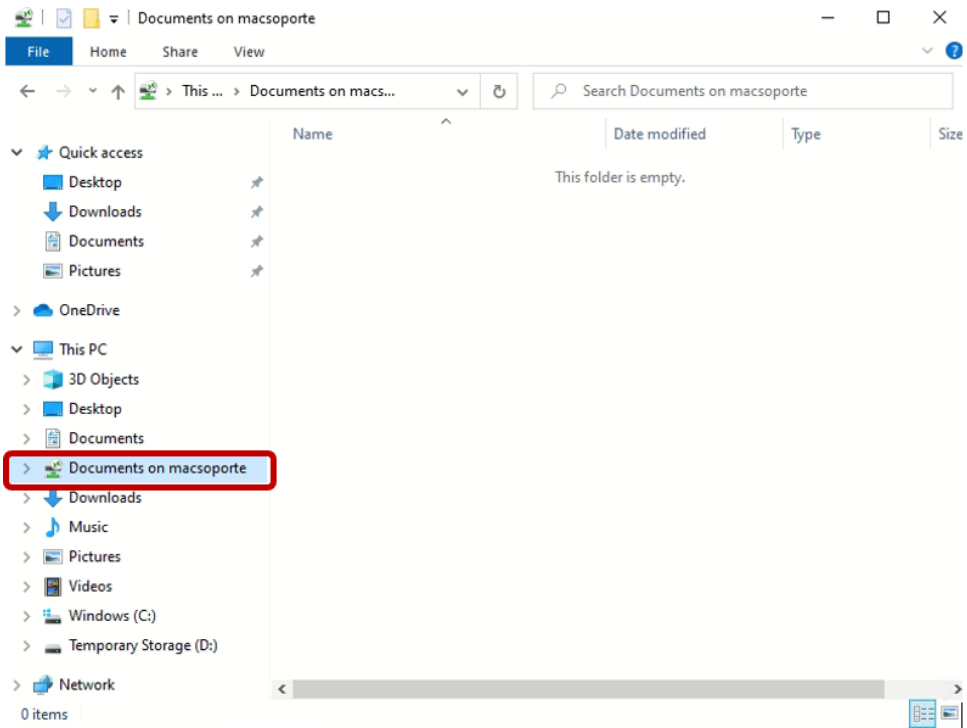 Documents on macsoporte
File Home Share View
This ... Documents on macs... Search Documents on macsoporte
Name Date modified Type Size
This folder is empty.
Quick access
Desktop
Downloads
Documents
Pictures
OneDrive
This PC
3D Objects
Desktop
Documents
Documents on macsoporte
Downloads
Music
Pictures
Videos
Windows (C:)
Temporary Storage (D:)
Network
0 items